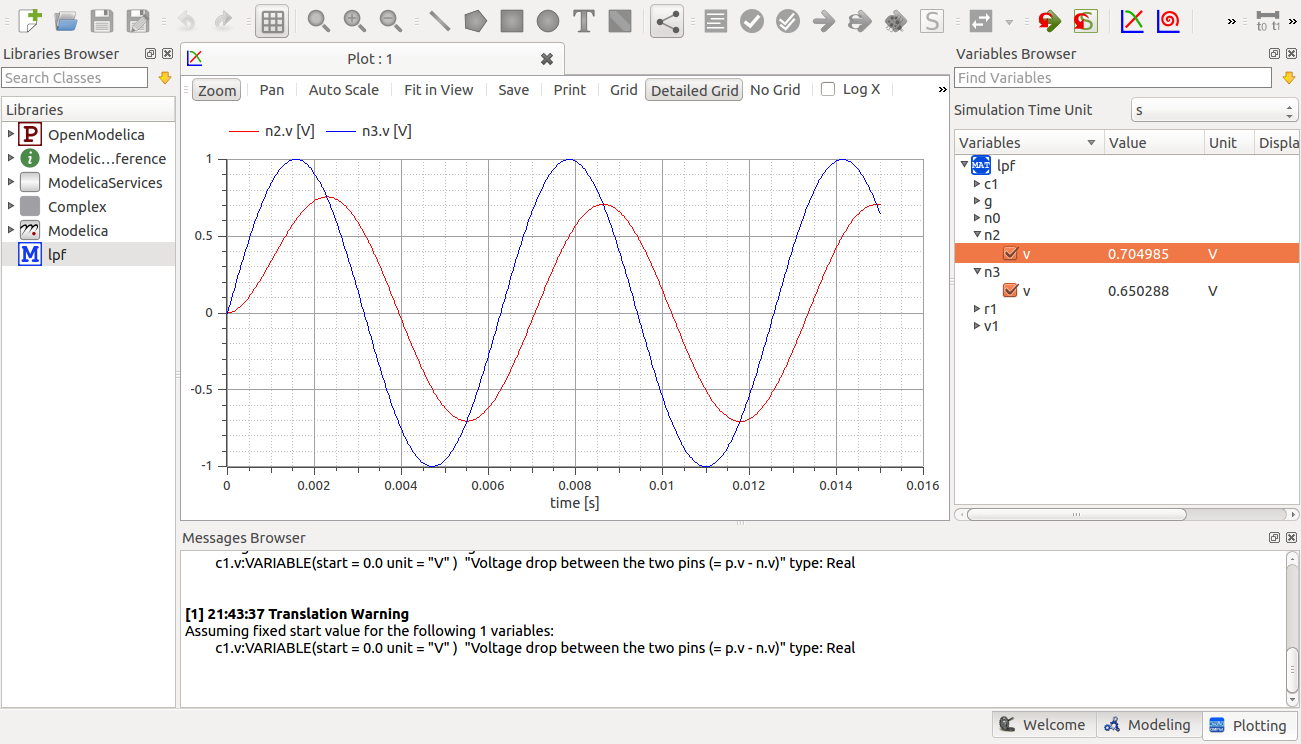 T
S
S
to t1
Libraries Browser
Search Classes
Libraries
P OpenModelica
i Modelic...ference
ModelicaServices
Complex
Modelica
M lpf
Plot : 1
Zoom Pan Auto Scale Fit in View Save Print Grid Detailed Grid No Grid Log X
n2.v [V] n3.v [V]
1
0.5
0
-0.5
-1
0 0.002 0.004 0.006 0.008 0.01 0.012 0.014 0.016
time [s]
Variables Browser
Find Variables
Simulation Time Unit s
Variables Value Unit Displa
MAT lpf
c1
g
n0
n2
v 0.704985 V
n3
v 0.650288 V
r1
v1
Messages Browser
c1.v:VARIABLE(start = 0.0 unit = "V" ) "Voltage drop between the two pins (= p.v - n.v)" type: Real
[1] 21:43:37 Translation Warning
Assuming fixed start value for the following 1 variables:
c1.v:VARIABLE(start = 0.0 unit = "V" ) "Voltage drop between the two pins (= p.v - n.v)" type: Real
Welcome Modeling Plotting